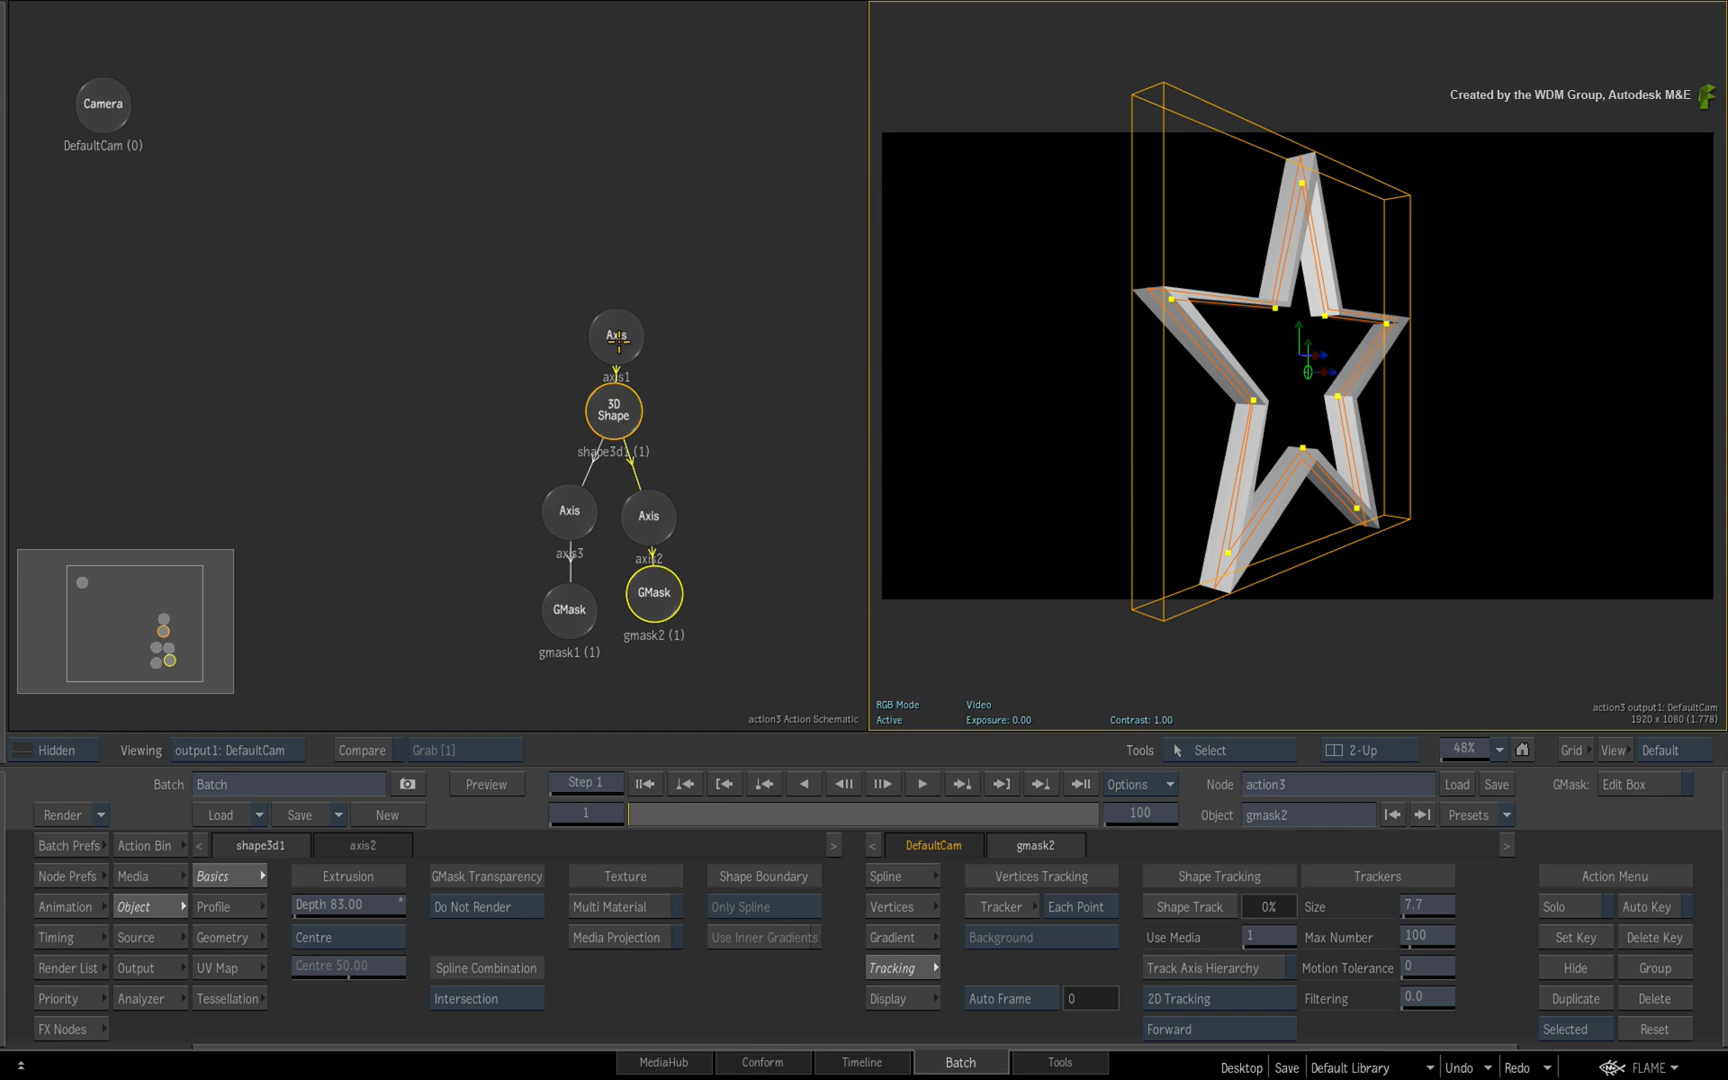 Camera
DefaultCam (0)
Created by the WDM Group, Autodesk M&E
Axis
axis1
3D
Shape
shape3d1 (1)
Axis
Axis
axis3
axis2
GMask
GMask
gmask2 (1)
gmask1 (1)
action3 Action Schematic
RGB Mode
Video
Active
Exposure: 0.00
Contrast: 1.00
action3 output1: DefaultCam
1920 x 1080 (1.778)
Hidden
Viewing
output1: DefaultCam
Compare
Grab [1]
Tools
Select
2-Up
48%
Grid
View
Default
Batch
Batch
Preview
Step 1
Options
Node
action3
Load
Save
GMask:
Edit Box
Render
Load
Save
New
1
100
Object
gmask2
Presets
Batch Prefs
Action Bin
<
shape3d1
axis2
>
<
DefaultCam
gmask2
>
Node Prefs
Media
Basics
Extrusion
GMask Transparency
Texture
Shape Boundary
Spline
Vertices Tracking
Shape Tracking
Trackers
Action Menu
Animation
Object
Profile
Depth 83.00 *
Do Not Render
Multi Material
Only Spline
Vertices
Tracker
Each Point
Shape Track
0%
Size
7.7
Solo
Auto Key
Timing
Source
Geometry
Centre
Media Projection
Use Inner Gradients
Gradient
Background
Use Media
1
Max Number
100
Set Key
Delete Key
Render List
Output
UV Map
Centre 50.00
Spline Combination
Tracking
Track Axis Hierarchy
Motion Tolerance
0
Hide
Group
Priority
Analyzer
Tessellation
Intersection
Display
Auto Frame
0
2D Tracking
Filtering
0.0
Duplicate
Delete
FX Nodes
Forward
Selected
Reset
MediaHub
Conform
Timeline
Batch
Tools
Desktop
Save
Default Library
Undo
Redo
FLAME